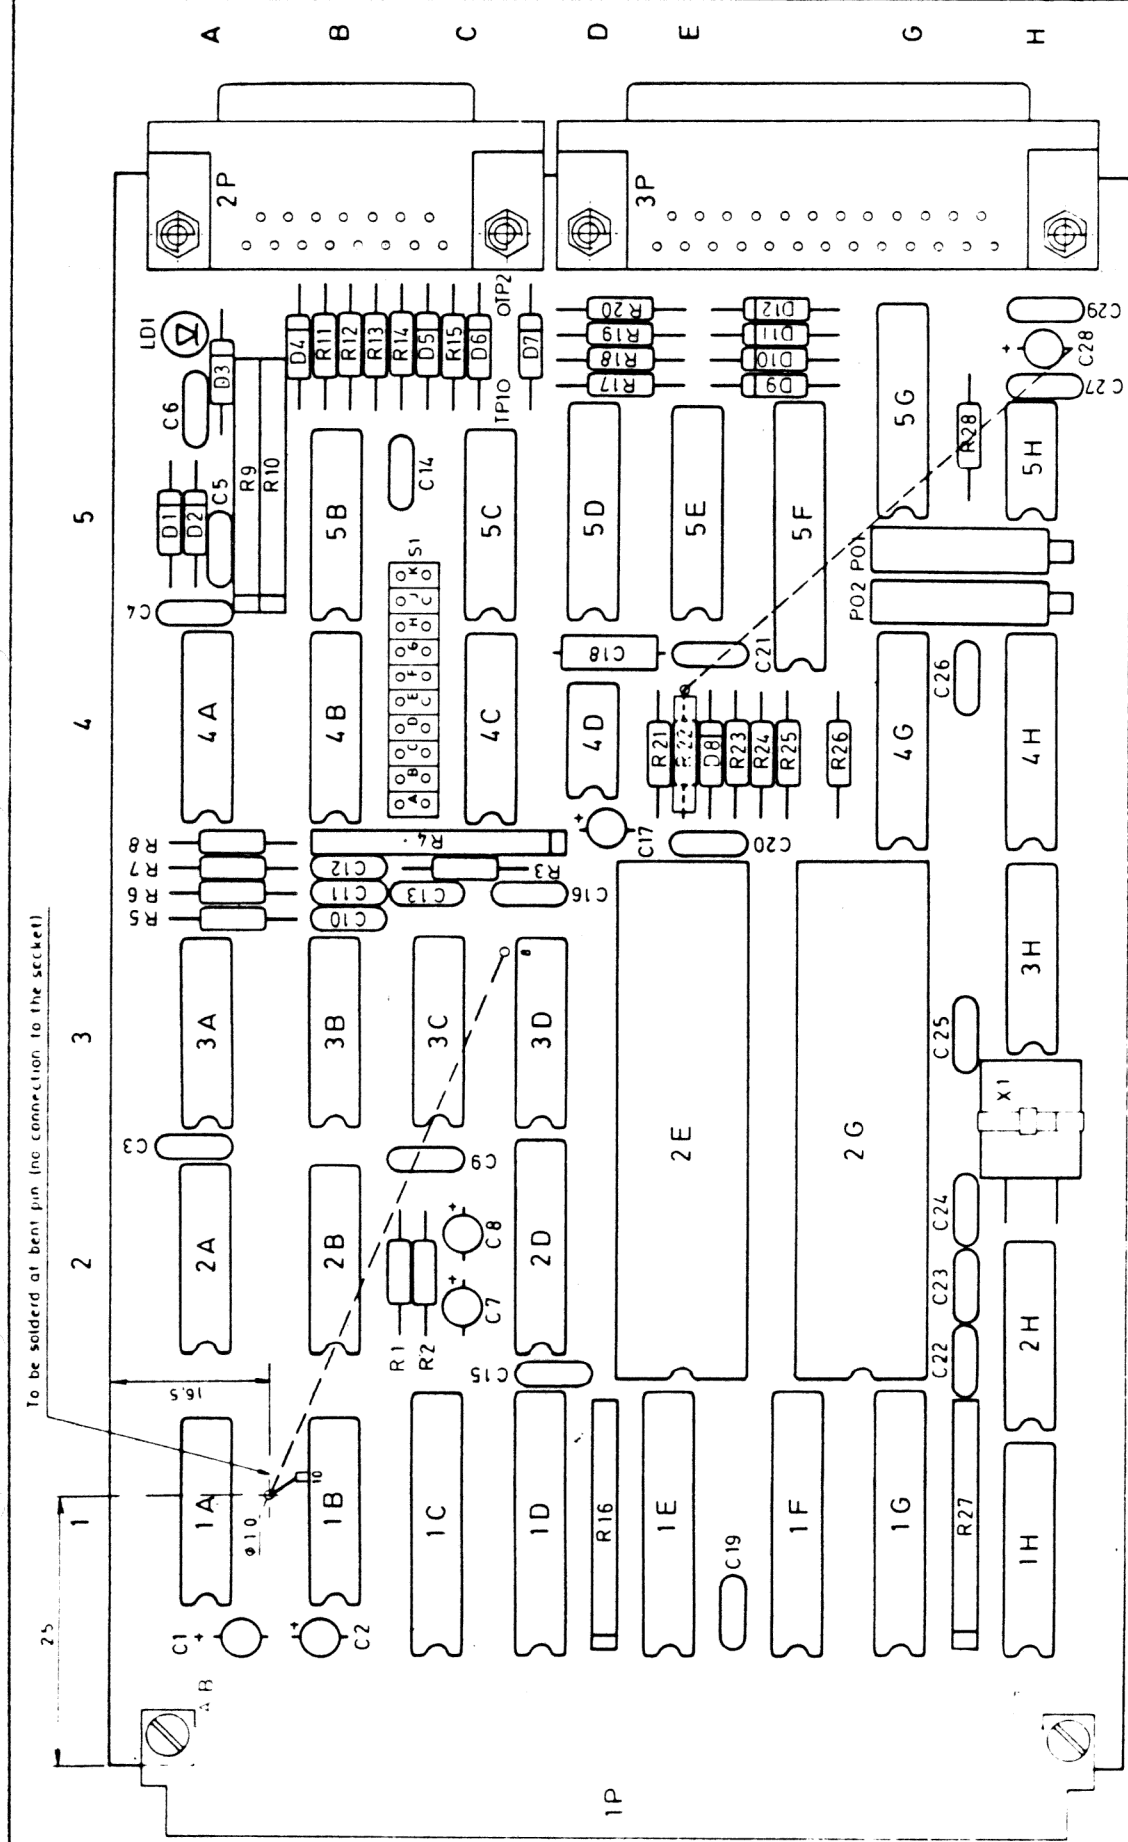 A
B
C
D
E
G
H
1
2
3
4
5
To be solderd at bent pin (no connection to the socket)
25
16.5
ø10
10
8
1P
2P
3P
AB
LD1
C6
D3
D1
D2
C5
C4
R9
R10
D4
R11
R12
R13
R14
D5
R15
D6
D7
TP1O
OTP2
R20
R19
R18
R17
D12
D11
D10
D9
C29
C28
C27
R28
5B
C14
5C
5D
5E
5F
5G
5H
S1
A B C D E F G H J K
C C C
PO1
PO2
4A
4B
4C
4D
C18
C21
C26
4G
4H
R21
R22
D8
R23
R24
R25
R26
C17
C20
R8
R7
R6
R5
R4
R3
C12
C11
C10
C13
C16
3A
3B
3C
3D
3H
C3
C9
C25
X1
2A
2B
2D
2E
2G
2H
R1
R2
C8
C7
C15
C24
C23
C22
1A
1B
1C
1D
1E
1F
1G
1H
R16
R27
C19
C1
C2